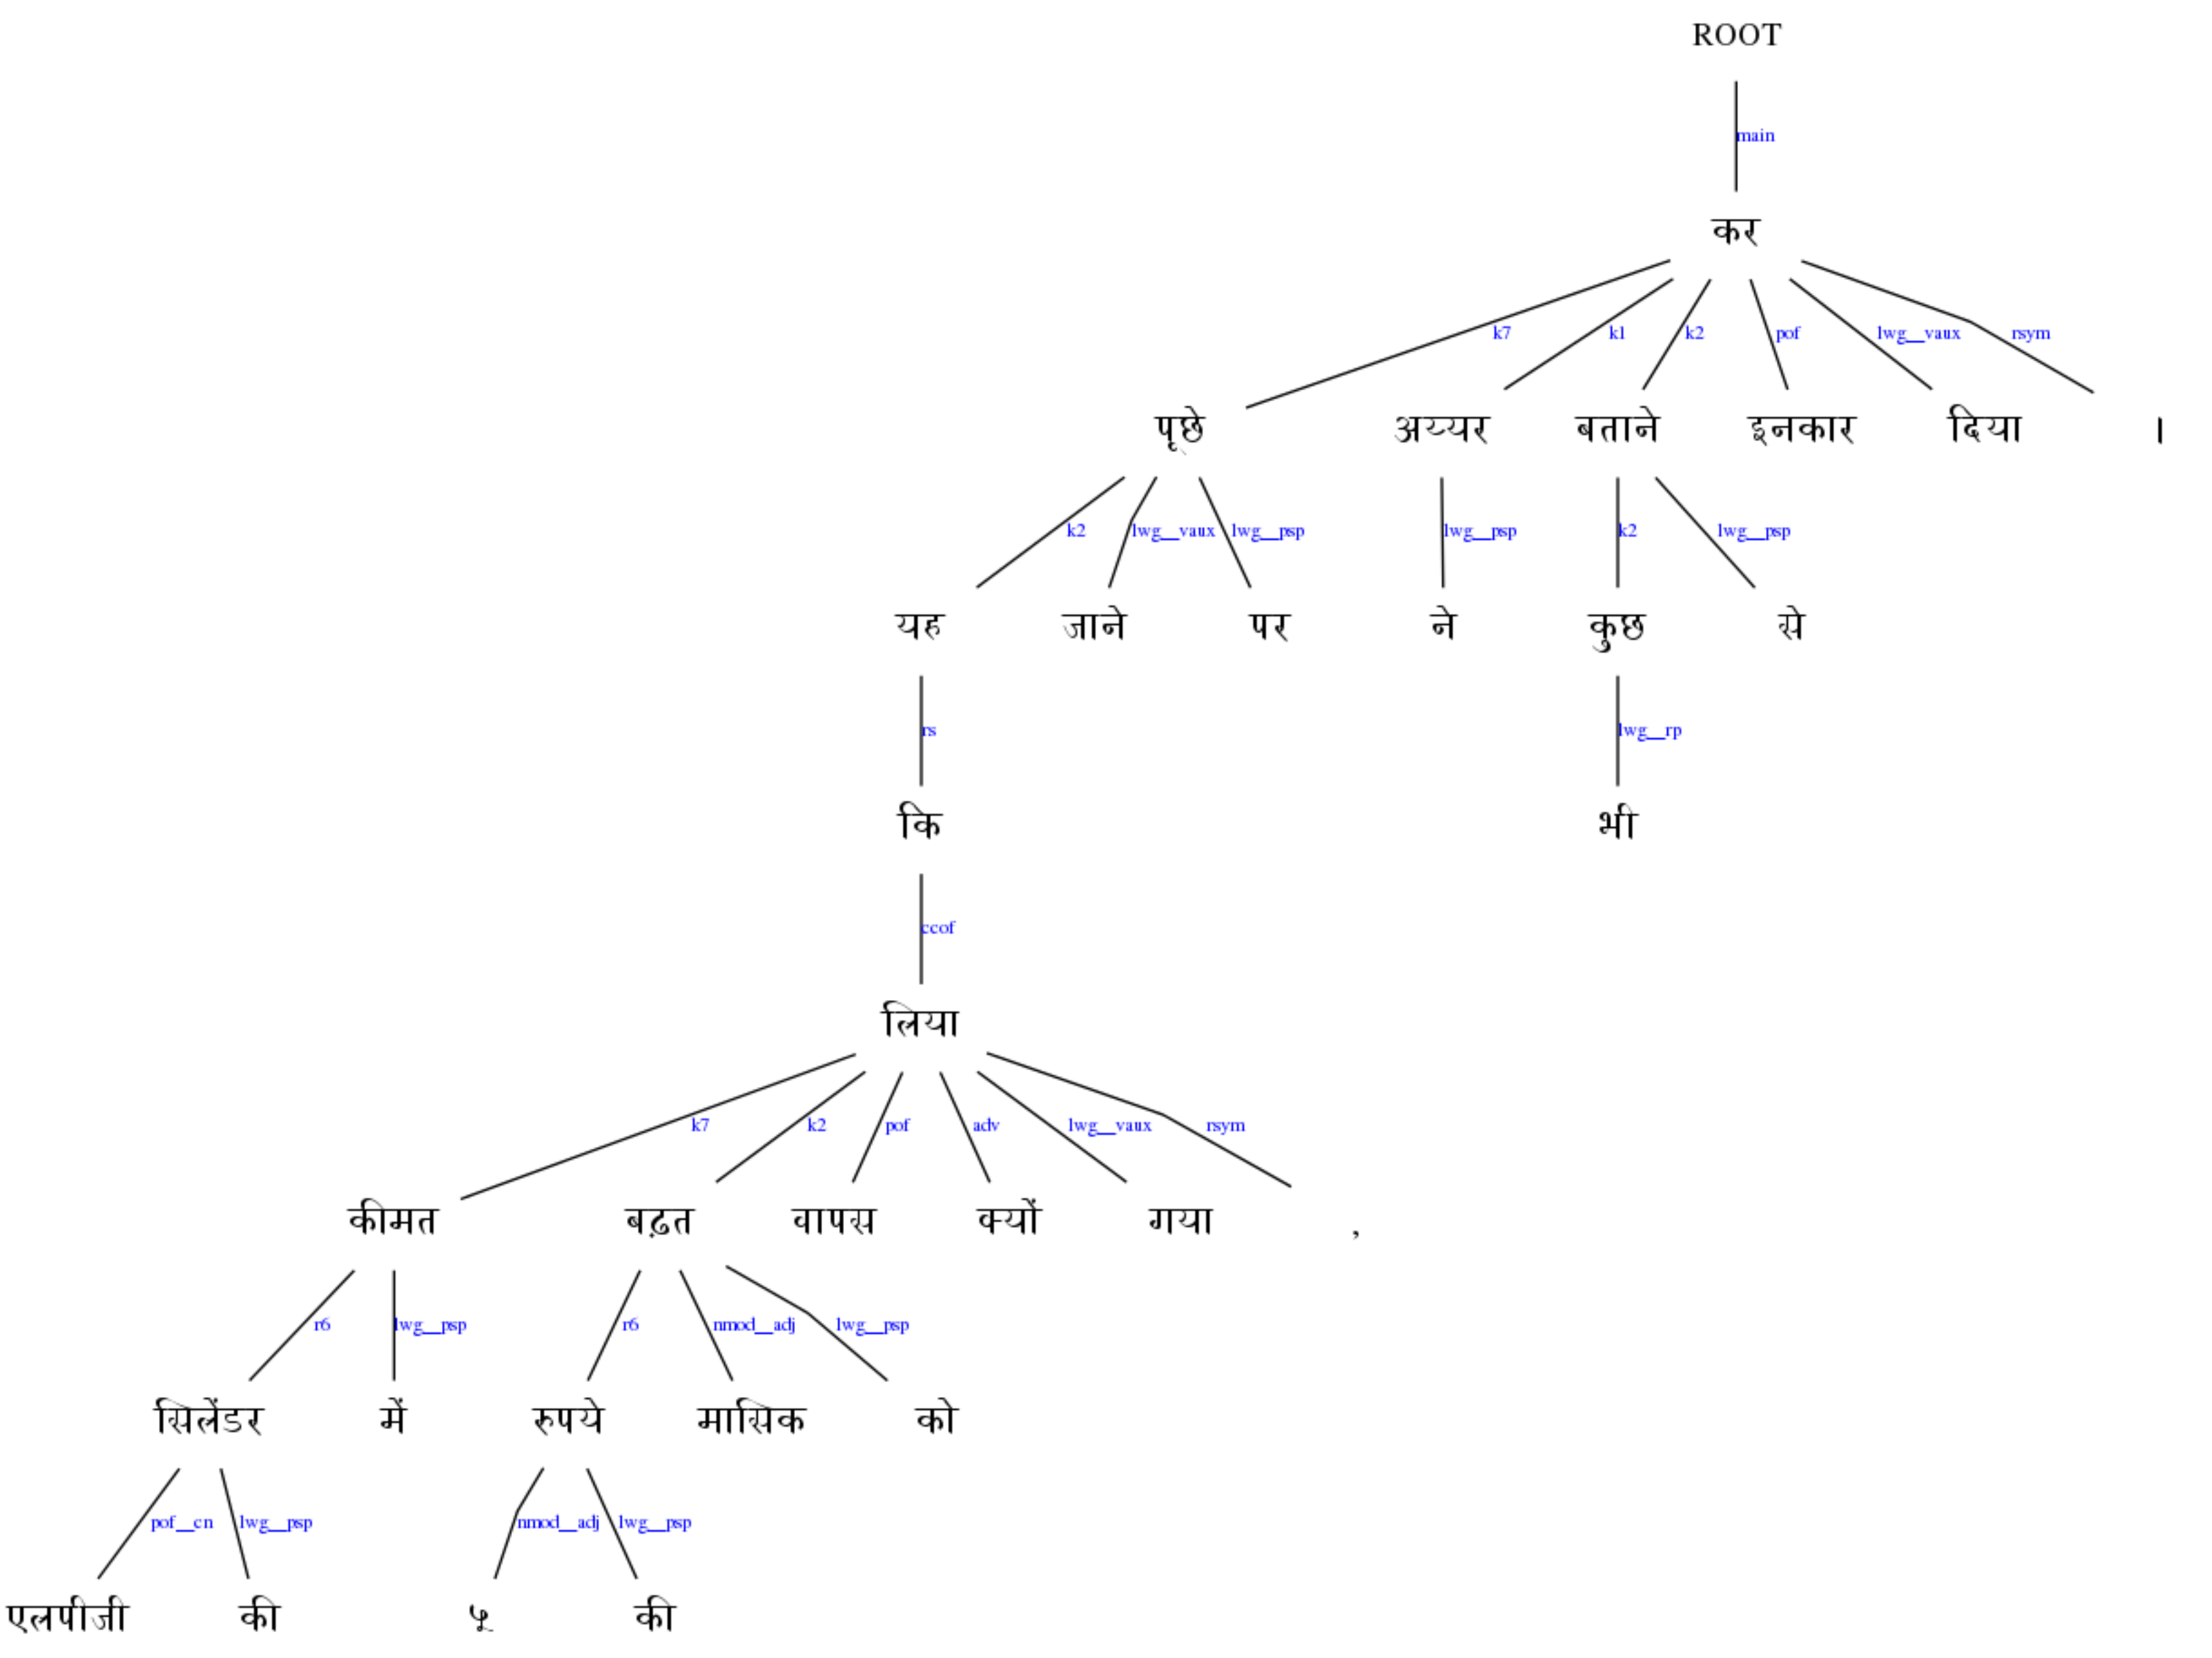 ROOT
main
कर
k7 k1 k2 pof lwg__vaux rsym
पूछे अय्यर बताने इनकार दिया ।
k2 lwg__vaux lwg__psp lwg__psp k2 lwg__psp
यह जाने पर ने कुछ से
rs lwg__rp
कि भी
ccof
लिया
k7 k2 pof adv lwg__vaux rsym
कीमत बढ़त वापस क्यों गया ,
r6 lwg__psp r6 nmod__adj lwg__psp
सिलेंडर में रुपये मासिक को
pof__cn lwg__psp nmod__adj lwg__psp
एलपीजी की ५ की